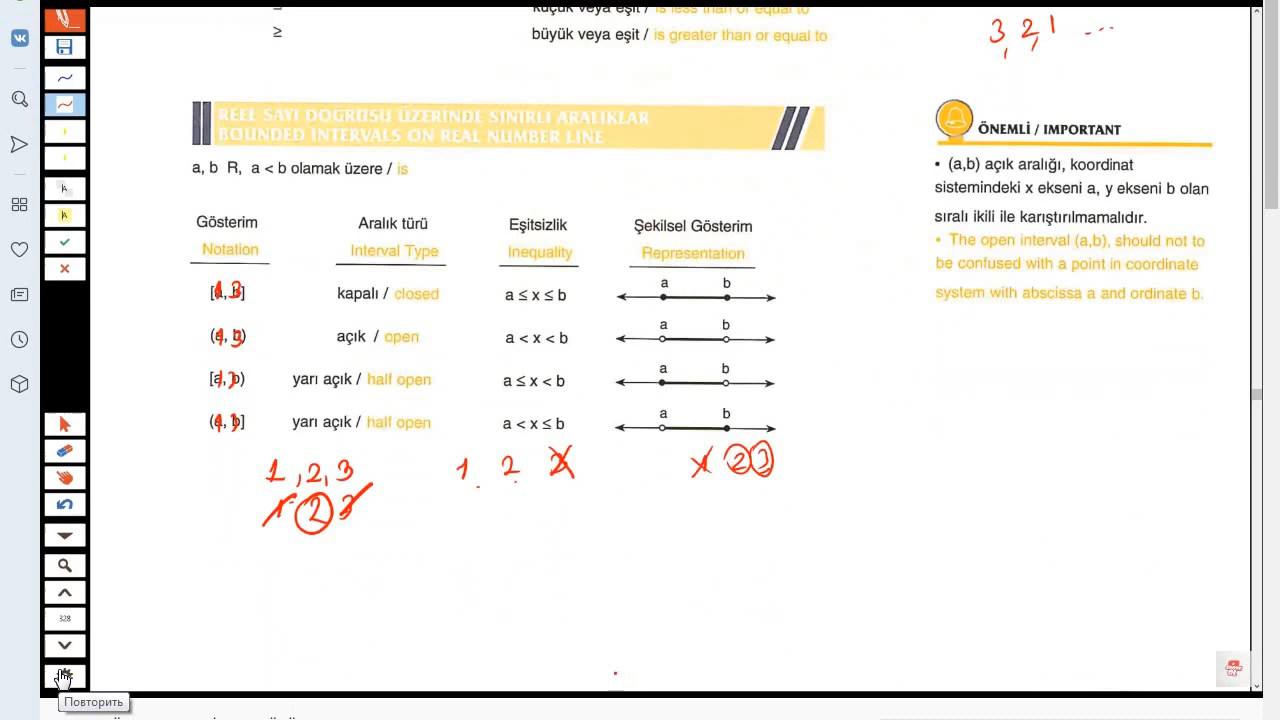 küçük veya eşit / is less than or equal to
≥ büyük veya eşit / is greater than or equal to
3, 2, 1 ...
REEL SAYI DOĞRUSU ÜZERİNDE SINIRLI ARALIKLAR
BOUNDED INTERVALS ON REAL NUMBER LINE
a, b R, a < b olamak üzere / is
Gösterim Aralık türü Eşitsizlik Şekilsel Gösterim
Notation Interval Type Inequality Representation
[a, b] kapalı / closed a ≤ x ≤ b a b
(a, b) açık / open a < x < b a b
[a, b) yarı açık / half open a ≤ x < b a b
(a, b] yarı açık / half open a < x ≤ b a b
1, 2, 3 1 2 2 3
2
ÖNEMLİ / IMPORTANT
• (a,b) açık aralığı, koordinat
sistemindeki x ekseni a, y ekseni b olan
sıralı ikili ile karıştırılmamalıdır.
• The open interval (a,b), should not to
be confused with a point in coordinate
system with abscissa a and ordinate b.
328
Повторить